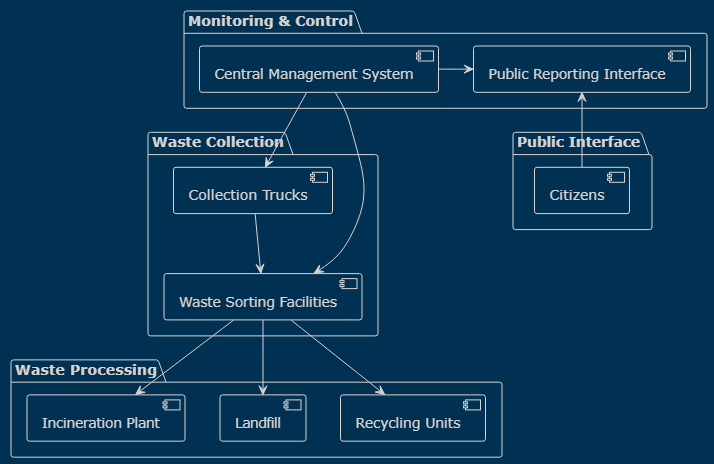 Monitoring & Control
Central Management System
Public Reporting Interface
Waste Collection
Public Interface
Collection Trucks
Citizens
Waste Sorting Facilities
Waste Processing
Incineration Plant
Landfill
Recycling Units